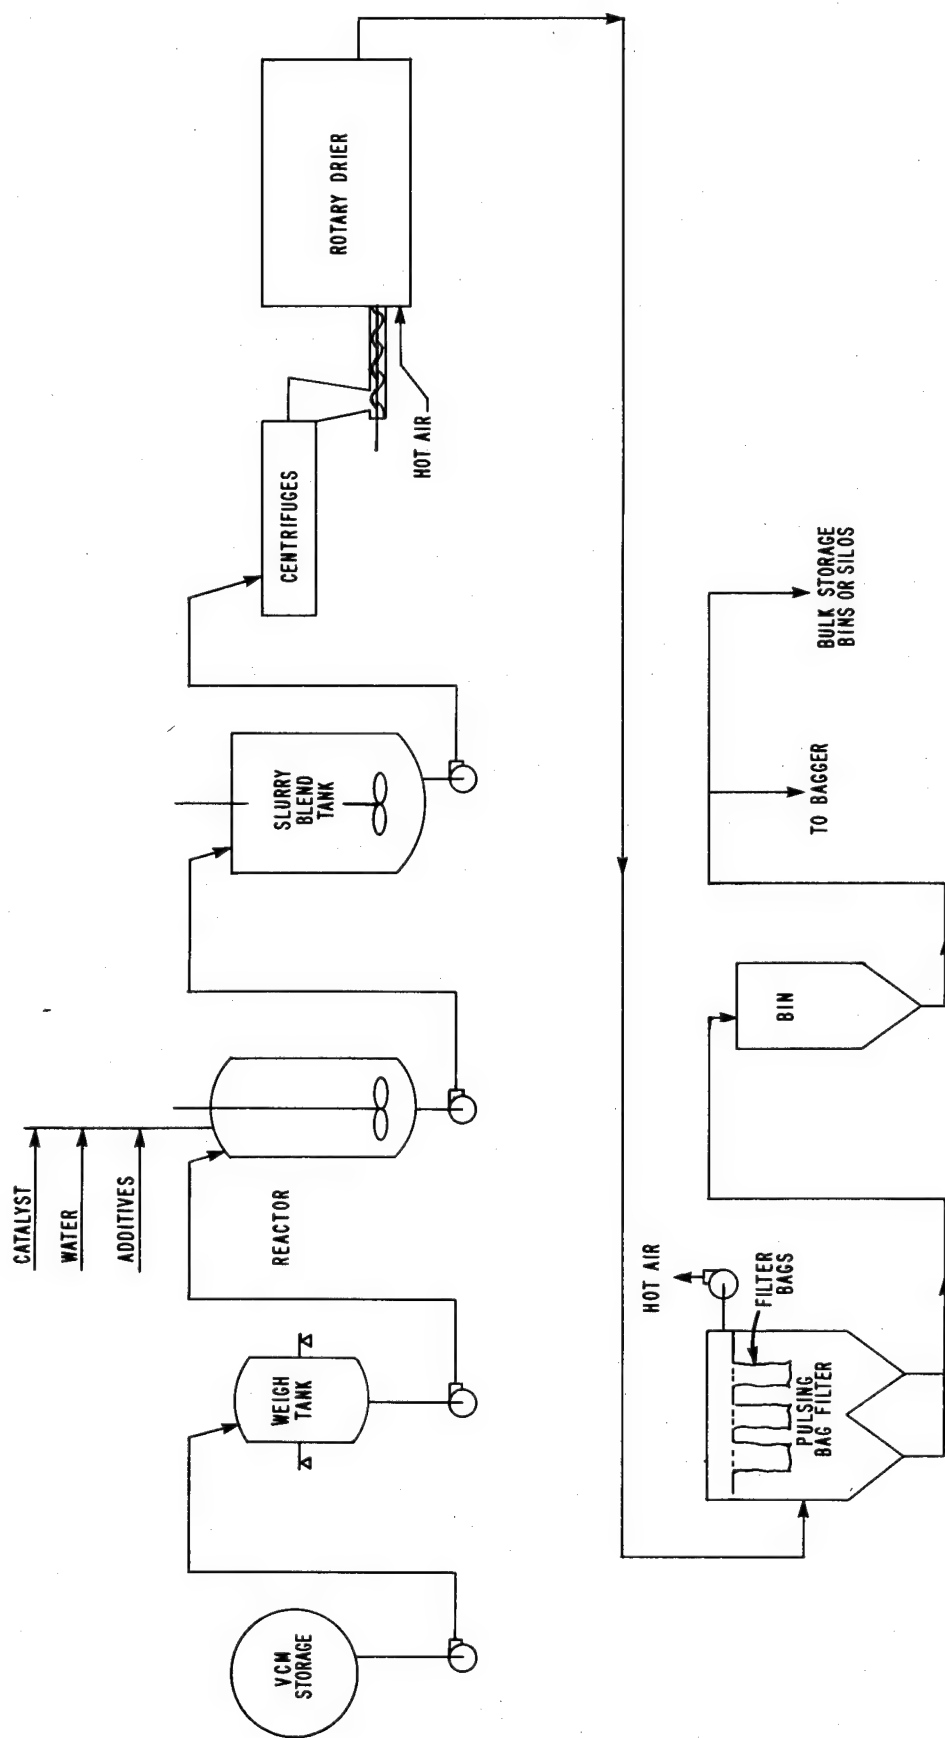 CATALYST
WATER
ADDITIVES
VCM
STORAGE
WEIGH
TANK
REACTOR
SLURRY
BLEND
TANK
CENTRIFUGES
HOT AIR
ROTARY DRIER
HOT AIR
FILTER
BAGS
PULSING
BAG FILTER
BIN
TO BAGGER
BULK STORAGE
BINS OR SILOS